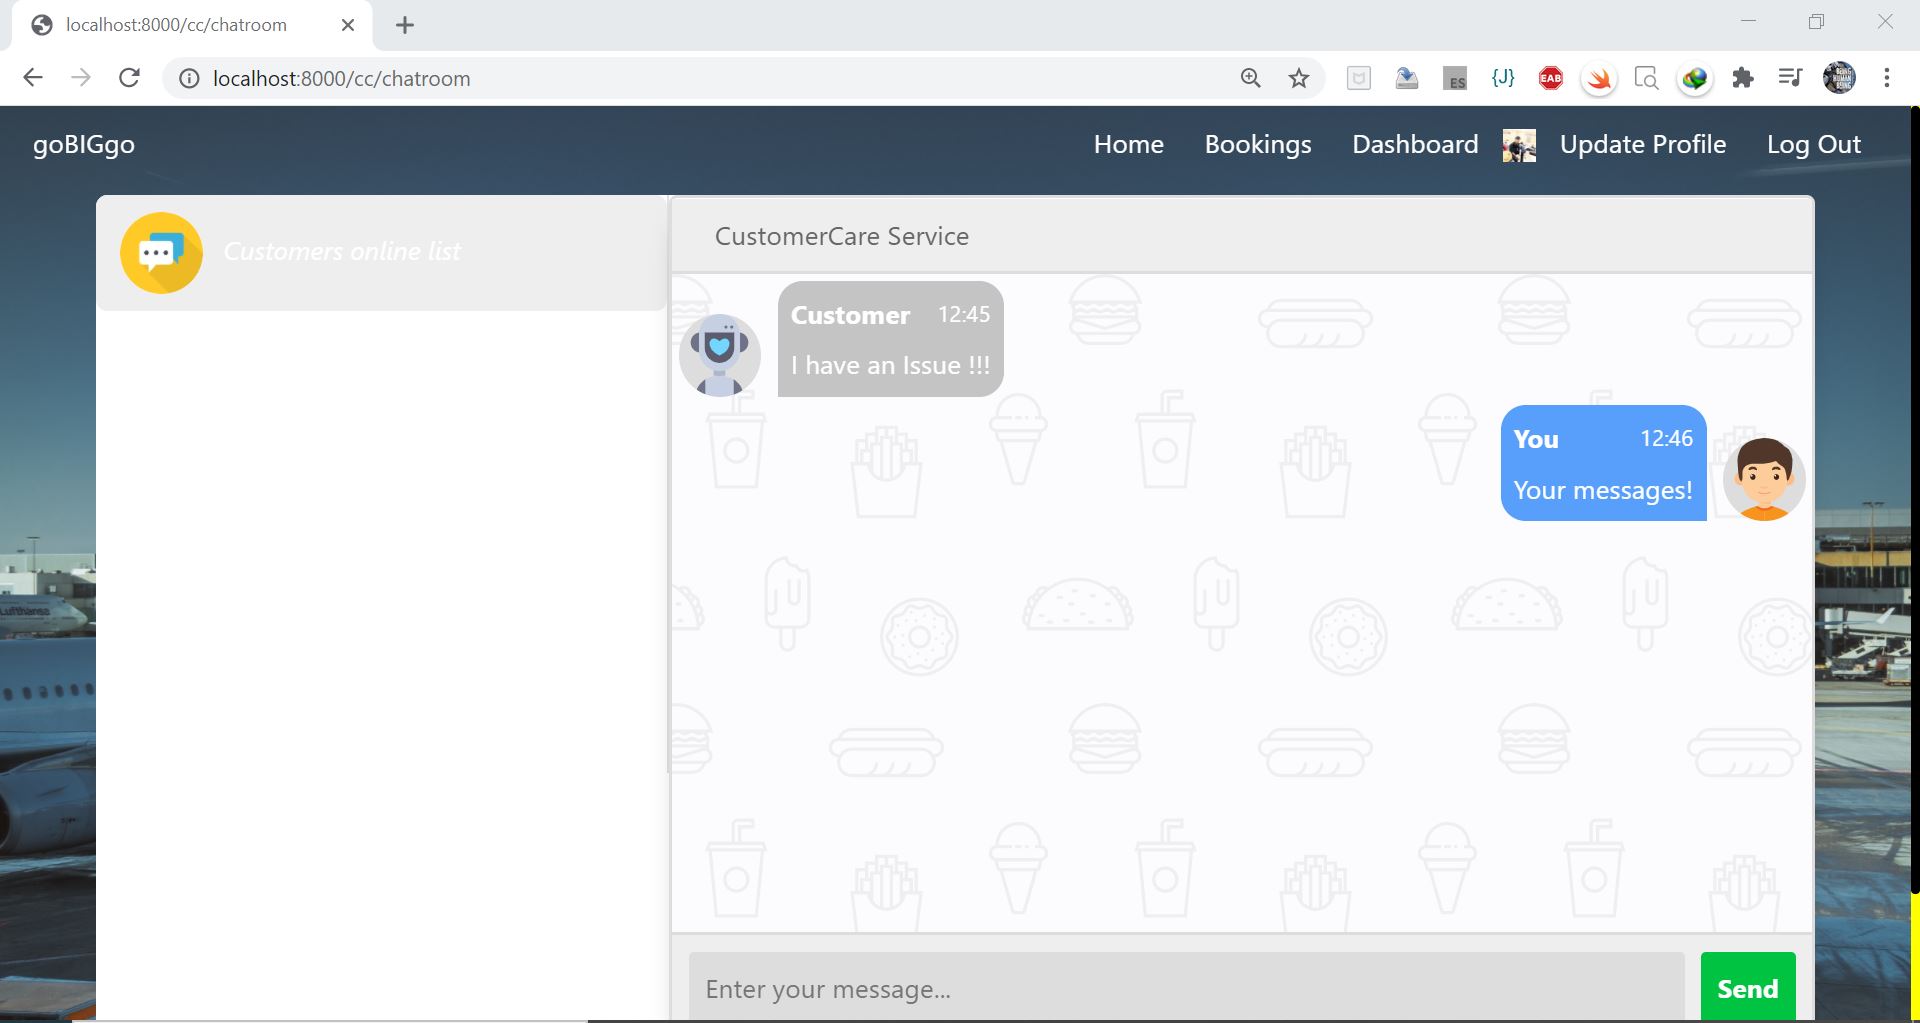 localhost:8000/cc/chatroom
localhost:8000/cc/chatroom
ES
{J}
EAB
goBIGgo
Home
Bookings
Dashboard
Update Profile
Log Out
Customers online list
CustomerCare Service
Customer 12:45
I have an Issue !!!
You 12:46
Your messages!
Lufthansa
Enter your message...
Send